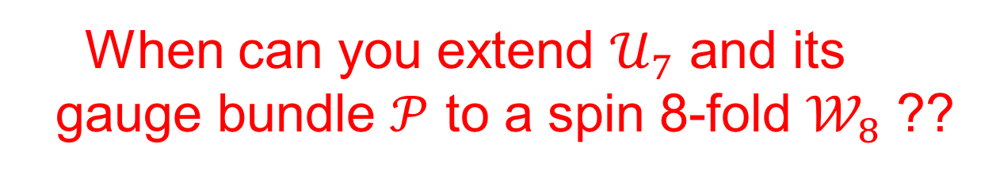 When can you extend 𝒰₇ and its
gauge bundle 𝒫 to a spin 8-fold 𝒲₈ ??